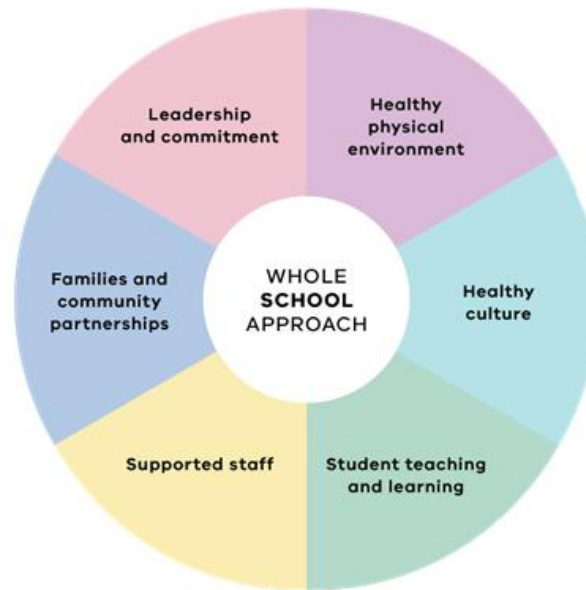 Leadership
and commitment
Healthy
physical
environment
Families and
community
partnerships
WHOLE
SCHOOL
APPROACH
Healthy
culture
Supported staff
Student teaching
and learning